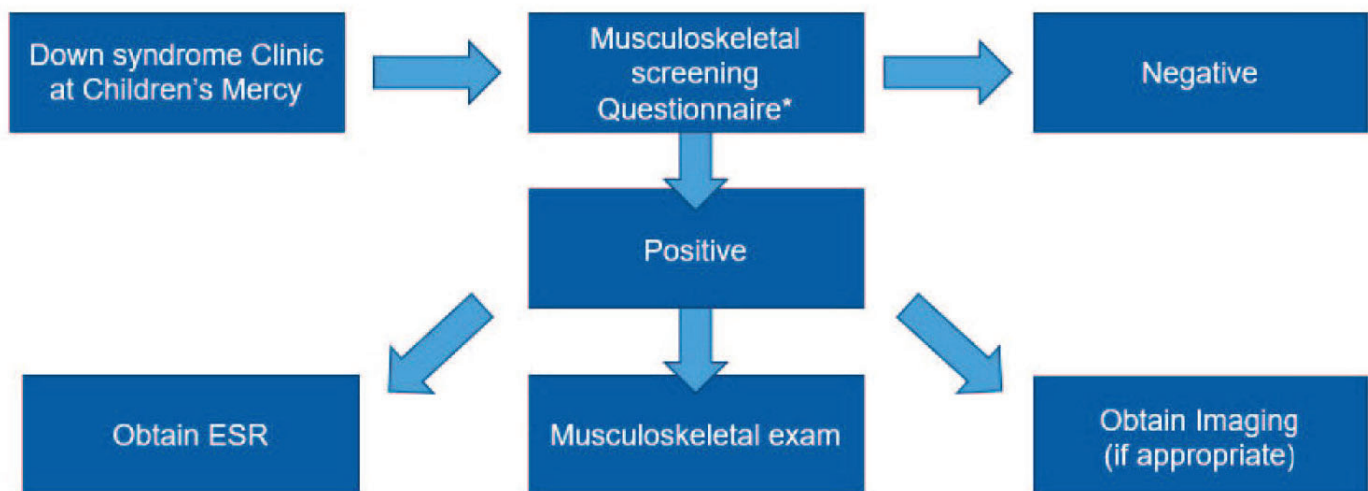 Down syndrome Clinic
at Children's Mercy
Musculoskeletal
screening
Questionnaire*
Negative
Positive
Obtain ESR
Musculoskeletal exam
Obtain Imaging
(if appropriate)